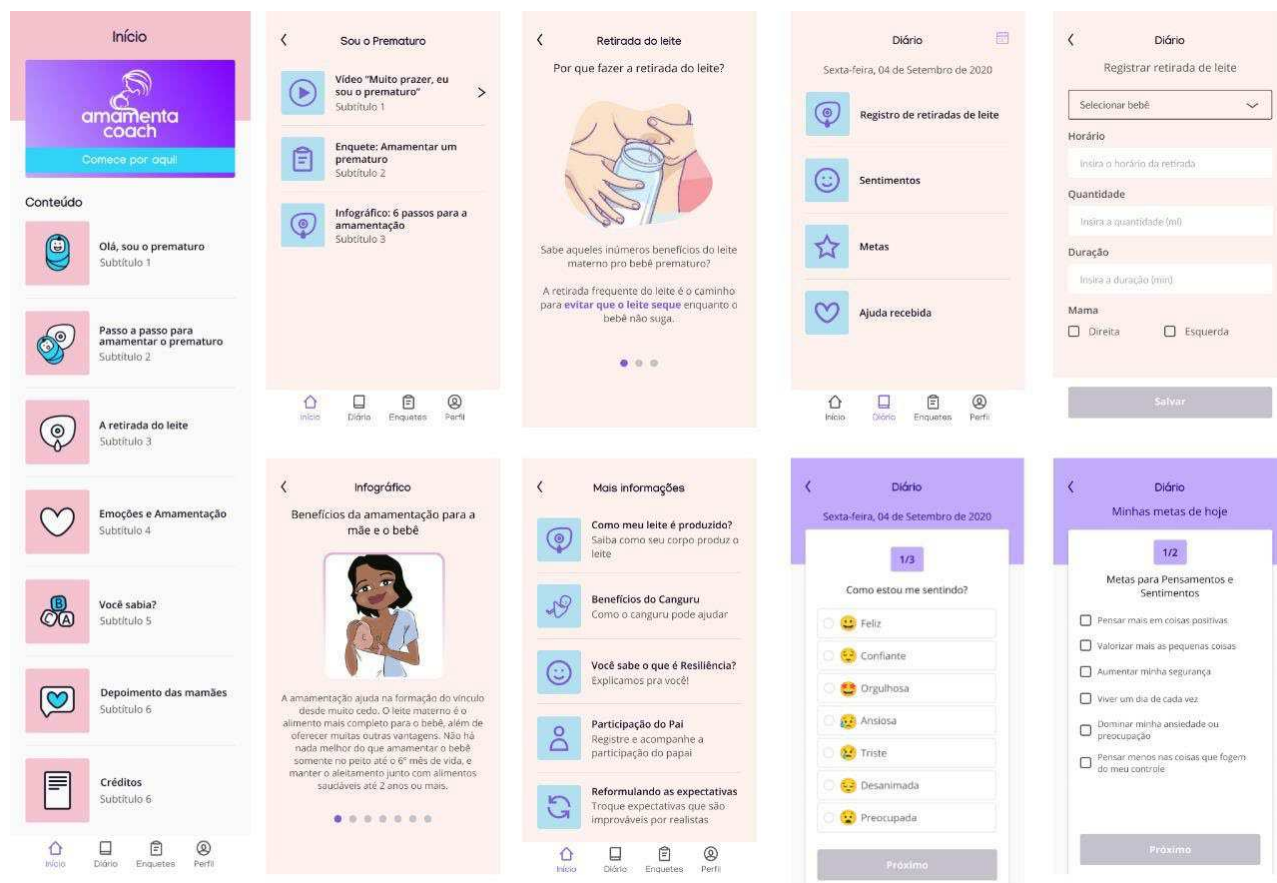 Início
amamenta
coach
Comece por aqui!
Conteúdo
Olá, sou o prematuro
Subtítulo 1
Passo a passo para
amamentar o prematuro
Subtítulo 2
A retirada do leite
Subtítulo 3
Emoções e Amamentação
Subtítulo 4
Você sabia?
Subtítulo 5
B
C A
Depoimento das mamães
Subtítulo 6
Créditos
Subtítulo 6
Início Diário Enquetes Perfil
Sou o Prematuro
Vídeo "Muito prazer, eu
sou o prematuro"
Subtítulo 1
Enquete: Amamentar um
prematuro
Subtítulo 2
Infográfico: 6 passos para a
amamentação
Subtítulo 3
Início Diário Enquetes Perfil
Retirada do leite
Por que fazer a retirada do leite?
Sabe aqueles inúmeros benefícios do leite
materno pro bebê prematuro?
A retirada frequente do leite é o caminho
para evitar que o leite seque enquanto o
bebê não suga.
Diário
Sexta-feira, 04 de Setembro de 2020
Registro de retiradas de leite
Sentimentos
Metas
Ajuda recebida
Início Diário Enquetes Perfil
Diário
Registrar retirada de leite
Selecionar bebê
Horário
Insira o horário da retirada
Quantidade
Insira a quantidade (ml)
Duração
Insira a duração (min)
Mama
Direita Esquerda
Salvar
Infográfico
Benefícios da amamentação para a
mãe e o bebê
A amamentação ajuda na formação do vínculo
desde muito cedo. O leite materno é o
alimento mais completo para o bebê, além de
oferecer muitas outras vantagens. Não há
nada melhor do que amamentar o bebê
somente no peito até o 6º mês de vida, e
manter o aleitamento junto com alimentos
saudáveis até 2 anos ou mais.
Mais informações
Como meu leite é produzido?
Saiba como seu corpo produz o
leite
Benefícios do Canguru
Como o canguru pode ajudar
Você sabe o que é Resiliência?
Explicamos pra você!
Participação do Pai
Registre e acompanhe a
participação do papai
Reformulando as expectativas
Troque expectativas que são
improváveis por realistas
Início Diário Enquetes Perfil
Diário
Sexta-feira, 04 de Setembro de 2020
1/3
Como estou me sentindo?
Feliz
Confiante
Orgulhosa
Ansiosa
Triste
Desanimada
Preocupada
Próximo
Diário
Minhas metas de hoje
1/2
Metas para Pensamentos e
Sentimentos
Pensar mais em coisas positivas
Valorizar mais as pequenas coisas
Aumentar minha segurança
Viver um dia de cada vez
Dominar minha ansiedade ou
preocupação
Pensar menos nas coisas que fogem
do meu controle
Próximo